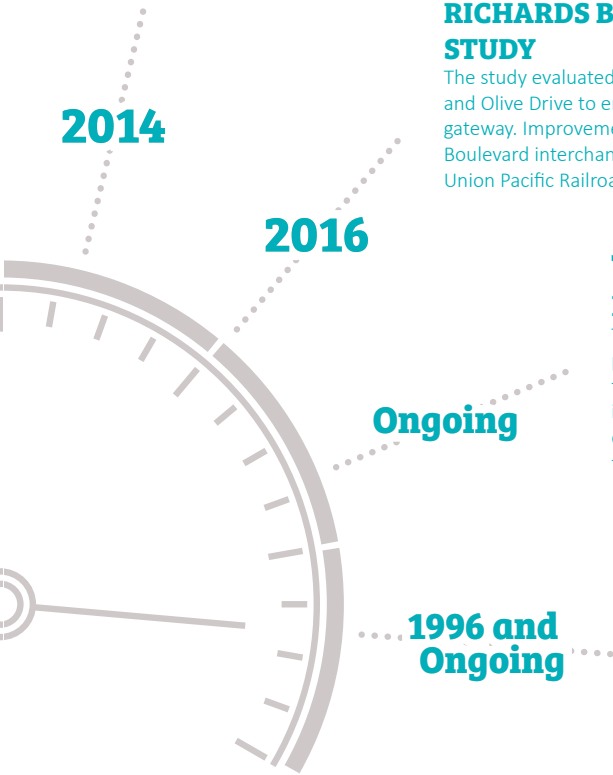 RICHARDS B
STUDY
The study evaluated
and Olive Drive to e
gateway. Improveme
Boulevard interchan
Union Pacific Railroa
2014
2016
Ongoing
1996 and
Ongoing